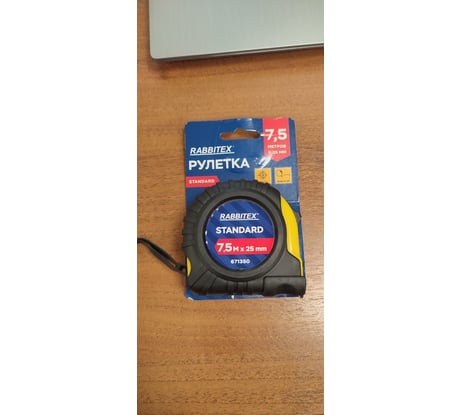 RABBITEX
РУЛЕТКА
STANDARD
7,5
МЕТРОВ
RABBITEX
STANDARD
7,5 М x 25 mm
671350